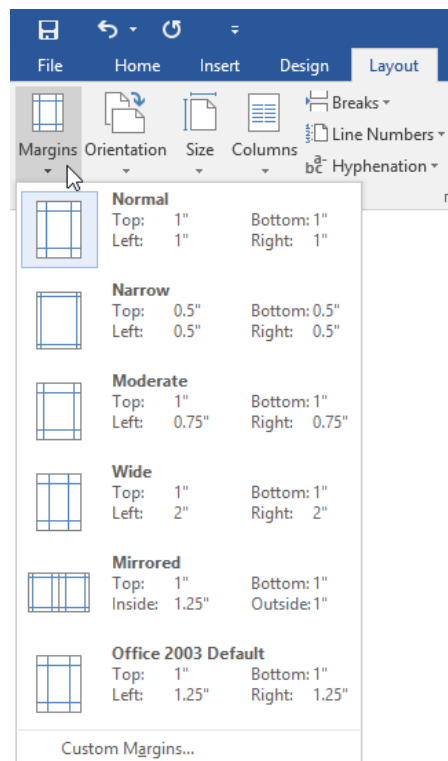 File Home Insert Design Layout
Breaks
Line Numbers
Margins Orientation Size Columns
Hyphenation
Normal
Top: 1" Bottom: 1"
Left: 1" Right: 1"
Narrow
Top: 0.5" Bottom: 0.5"
Left: 0.5" Right: 0.5"
Moderate
Top: 1" Bottom: 1"
Left: 0.75" Right: 0.75"
Wide
Top: 1" Bottom: 1"
Left: 2" Right: 2"
Mirrored
Top: 1" Bottom: 1"
Inside: 1.25" Outside: 1"
Office 2003 Default
Top: 1" Bottom: 1"
Left: 1.25" Right: 1.25"
Custom Margins...